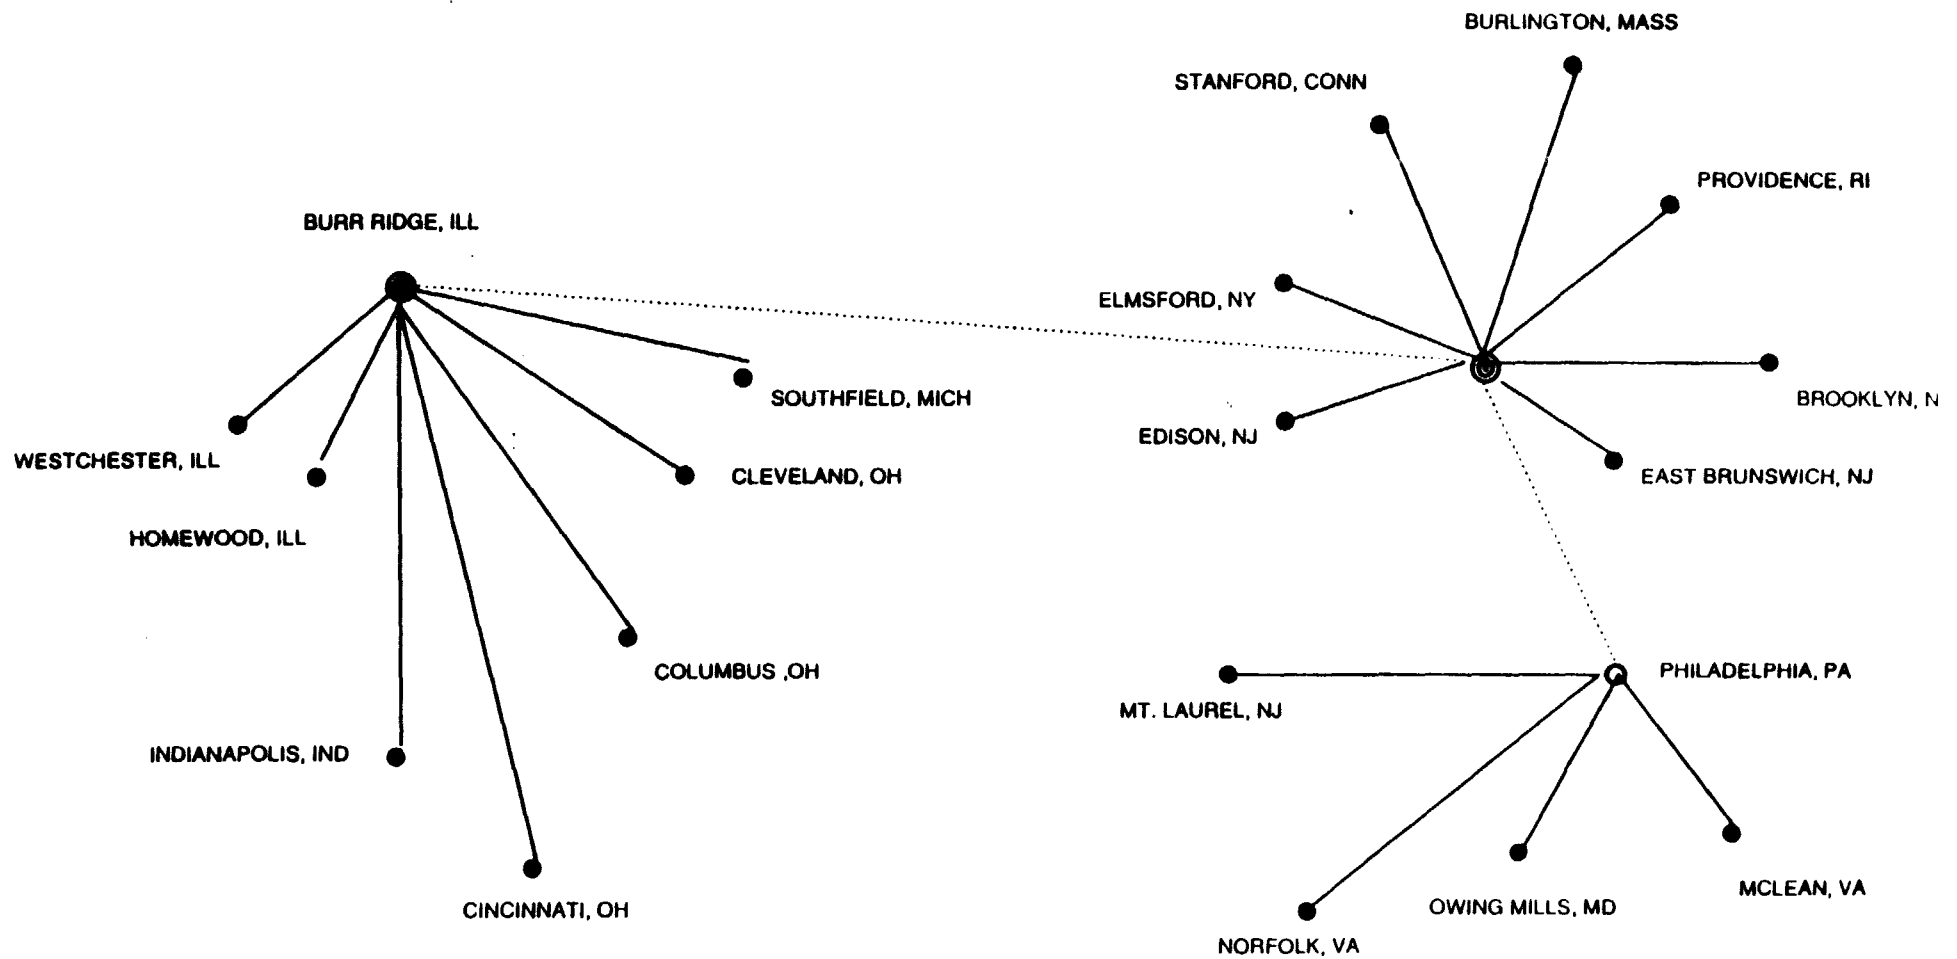 BURLINGTON, MASS
STANFORD, CONN
PROVIDENCE, RI
BURR RIDGE, ILL
ELMSFORD, NY
BROOKLYN, N
SOUTHFIELD, MICH
EDISON, NJ
WESTCHESTER, ILL
CLEVELAND, OH
EAST BRUNSWICH, NJ
HOMEWOOD, ILL
COLUMBUS ,OH
PHILADELPHIA, PA
MT. LAUREL, NJ
INDIANAPOLIS, IND
MCLEAN, VA
CINCINNATI, OH
OWING MILLS, MD
NORFOLK, VA